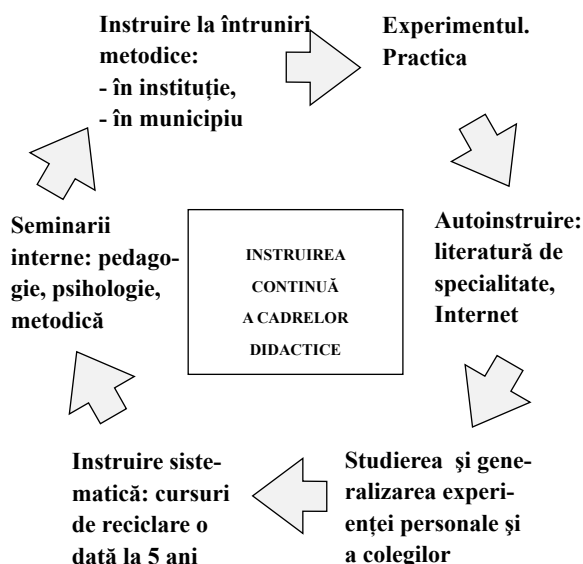 Instruire la întruniri
metodice:
- în instituție,
- în municipiu
Experimentul.
Practica
Autoinstruire:
literatură de
specialitate,
Internet
Studierea şi gene-
ralizarea experi-
enței personale şi
a colegilor
Instruire siste-
matică: cursuri
de reciclare o
dată la 5 ani
Seminarii
interne: pedago-
gie, psihologie,
metodică
INSTRUIREA
CONTINUĂ
A CADRELOR
DIDACTICE